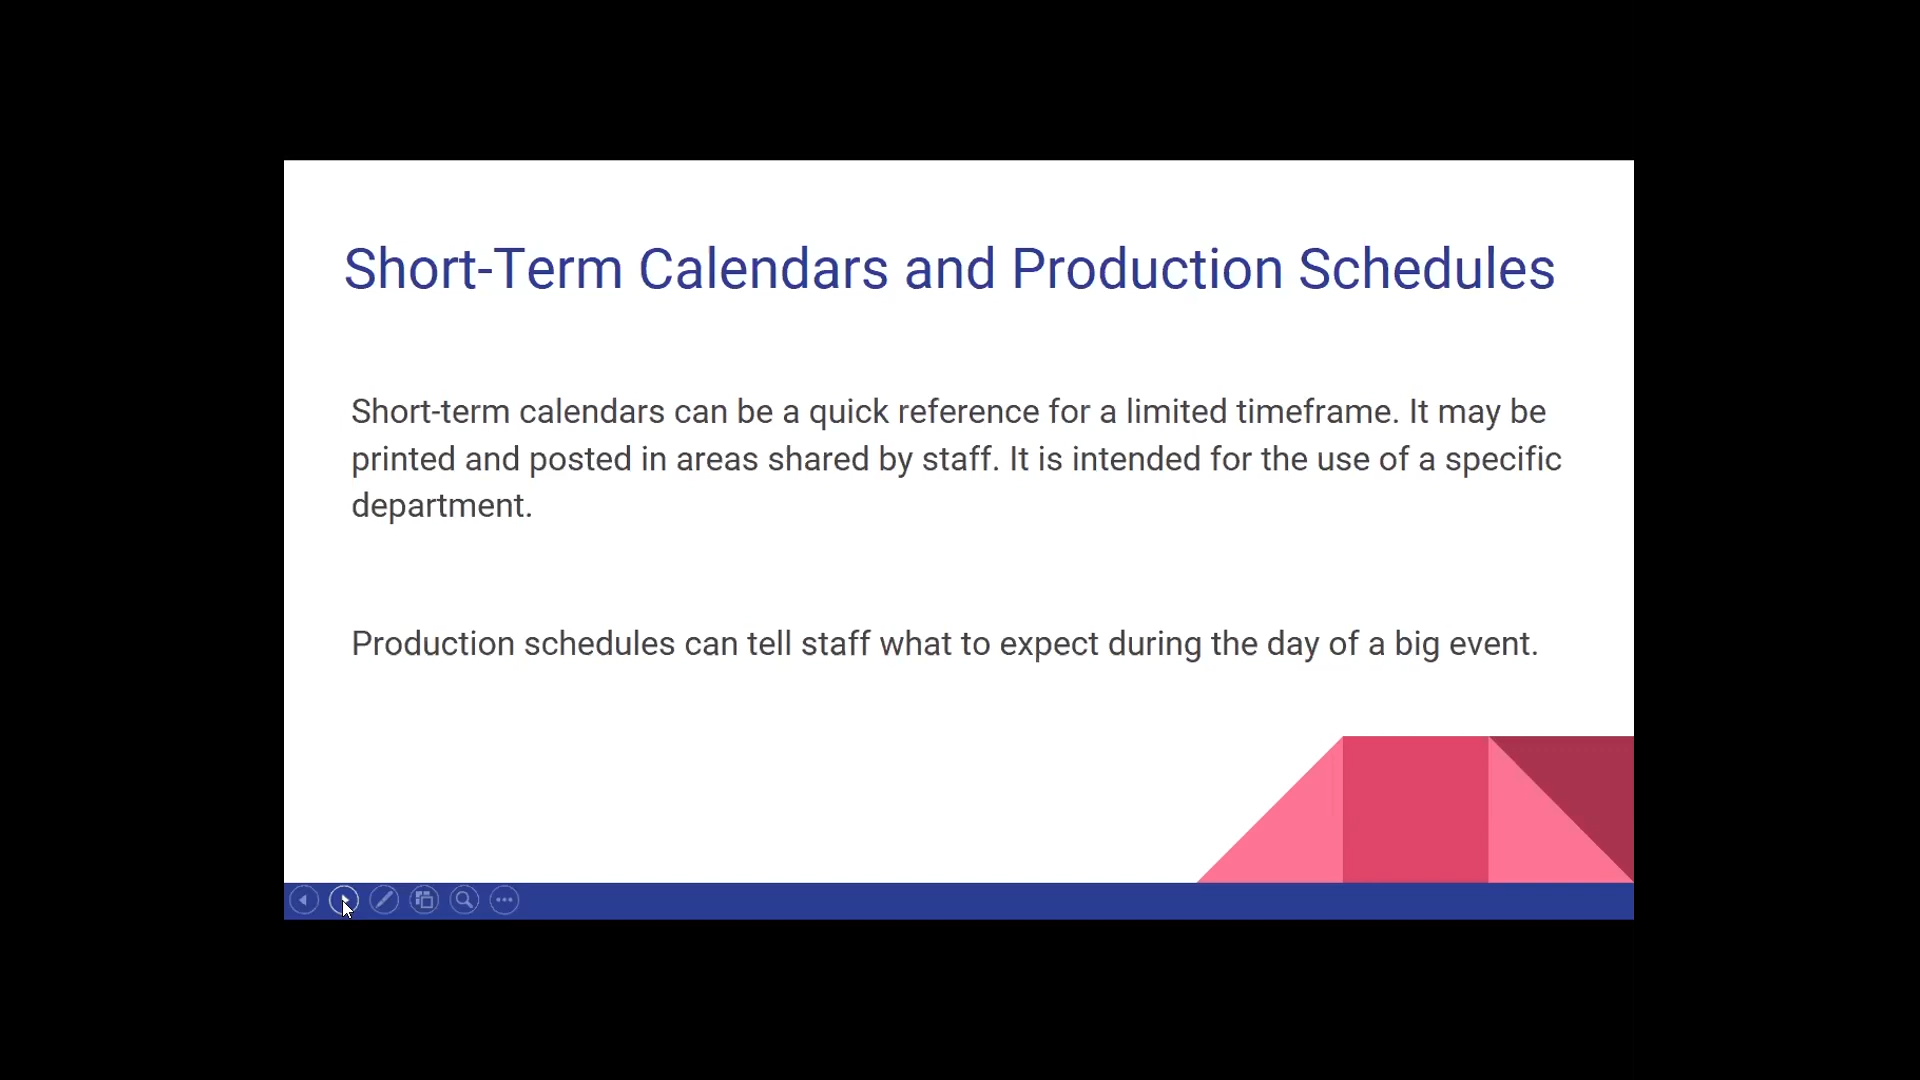 Short-Term Calendars and Production Schedules
Short-term calendars can be a quick reference for a limited timeframe. It may be
printed and posted in areas shared by staff. It is intended for the use of a specific
department.
Production schedules can tell staff what to expect during the day of a big event.